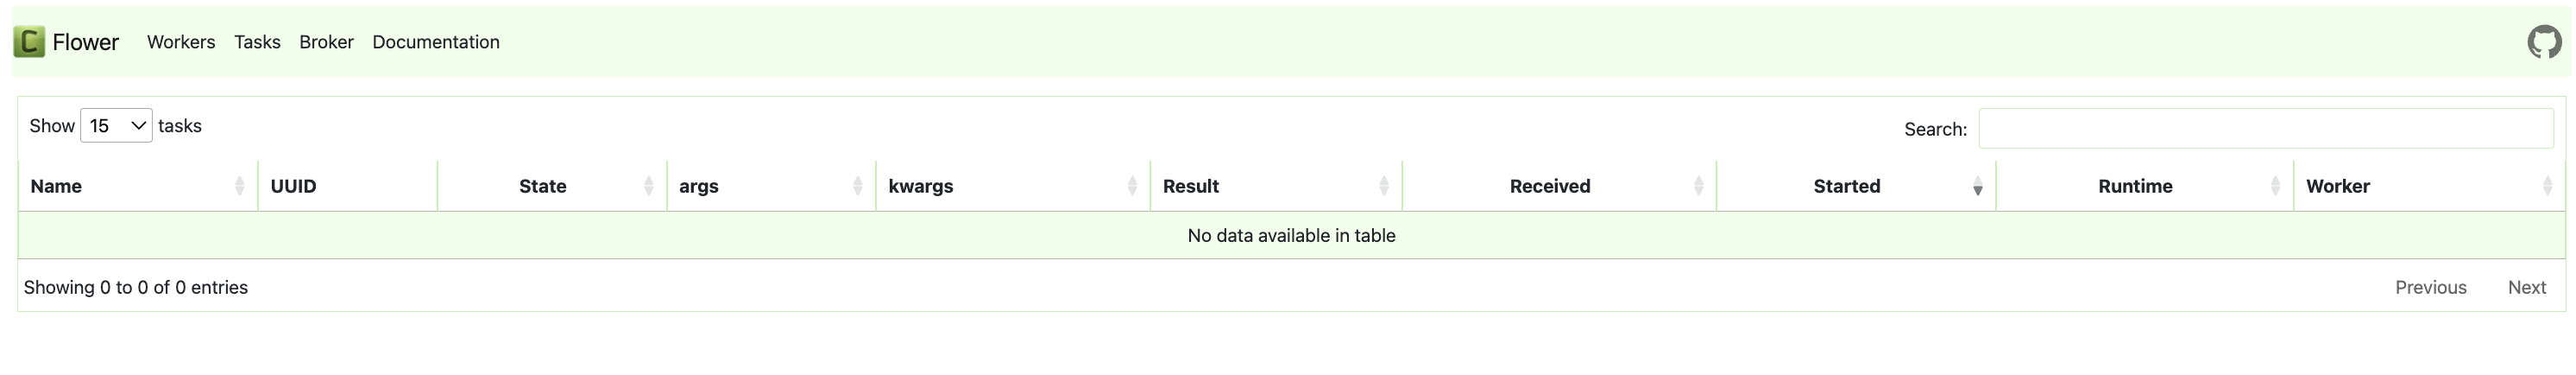 C Flower Workers Tasks Broker Documentation
Show 15 tasks Search:
Name UUID State args kwargs Result Received Started Runtime Worker
No data available in table
Showing 0 to 0 of 0 entries Previous Next